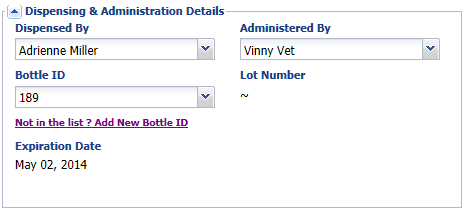 Dispensing & Administration Details
Dispensed By Administered By
Adrienne Miller Vinny Vet
Bottle ID Lot Number
189 ~
Not in the list ? Add New Bottle ID
Expiration Date
May 02, 2014